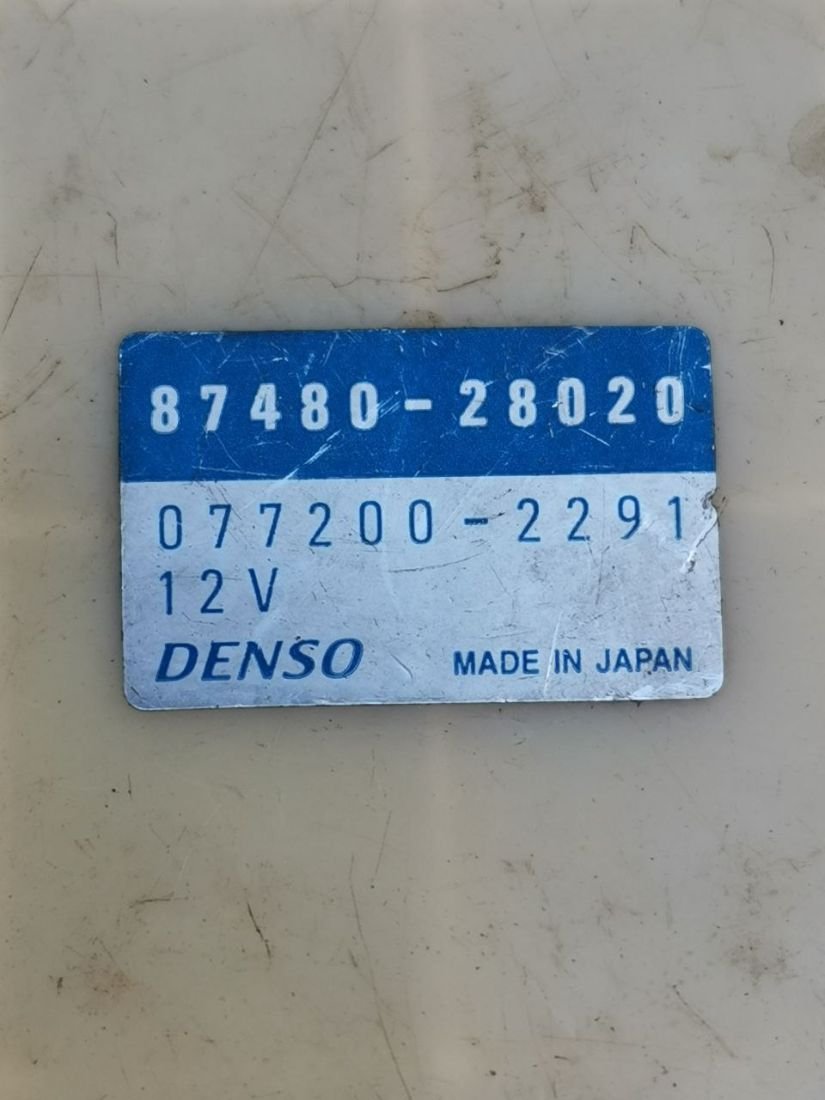 87480-28020
077200-2291
12V
DENSO MADE IN JAPAN